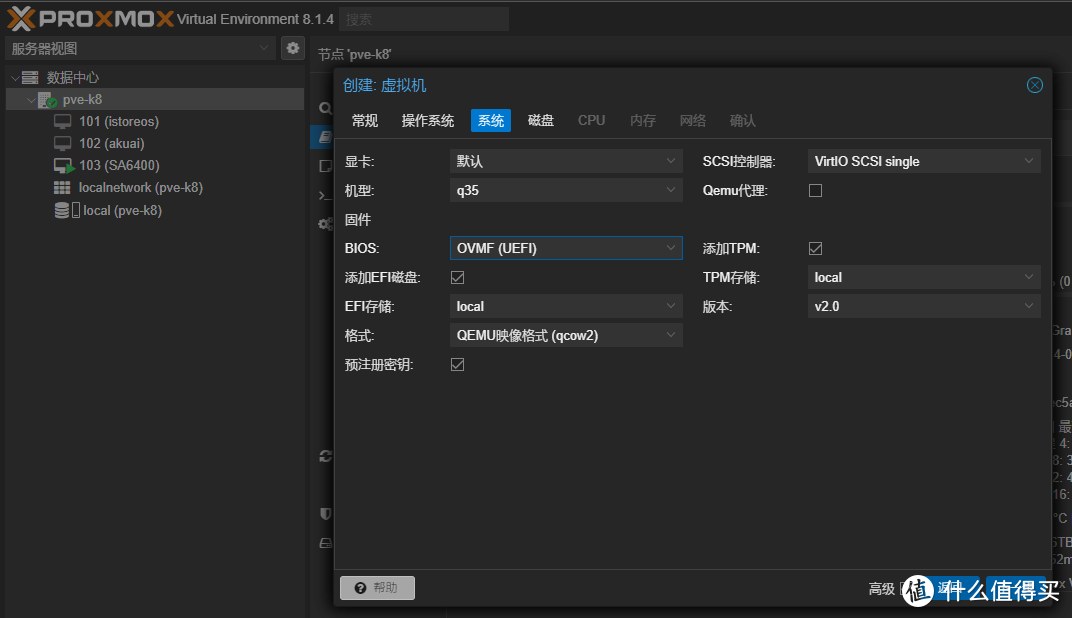 PROXMOX Virtual Environment 8.1.4 搜索
服务器视图
节点 'pve-k8'
数据中心
pve-k8
101 (istoreos)
102 (akuai)
103 (SA6400)
localnetwork (pve-k8)
local (pve-k8)
创建: 虚拟机
常规 操作系统 系统 磁盘 CPU 内存 网络 确认
显卡: 默认 SCSI控制器: VirtIO SCSI single
机型: q35 Qemu代理:
固件
BIOS: OVMF (UEFI) 添加TPM:
添加EFI磁盘: TPM存储: local
EFI存储: local 版本: v2.0
格式: QEMU映像格式 (qcow2)
预注册密钥:
帮助 高级 返回
值 什么值得买